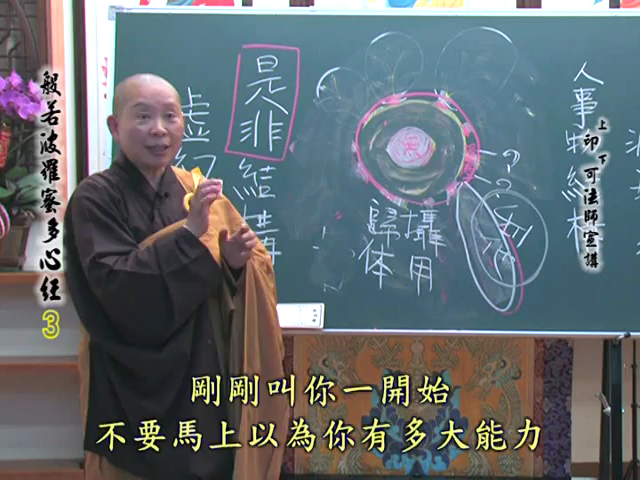 般若波羅蜜多心経3
是非
結構
虛幻
攝用
歸体
人事物結構
上印下可法師宣講
剛剛叫你一開始
不要馬上以為你有多大能力